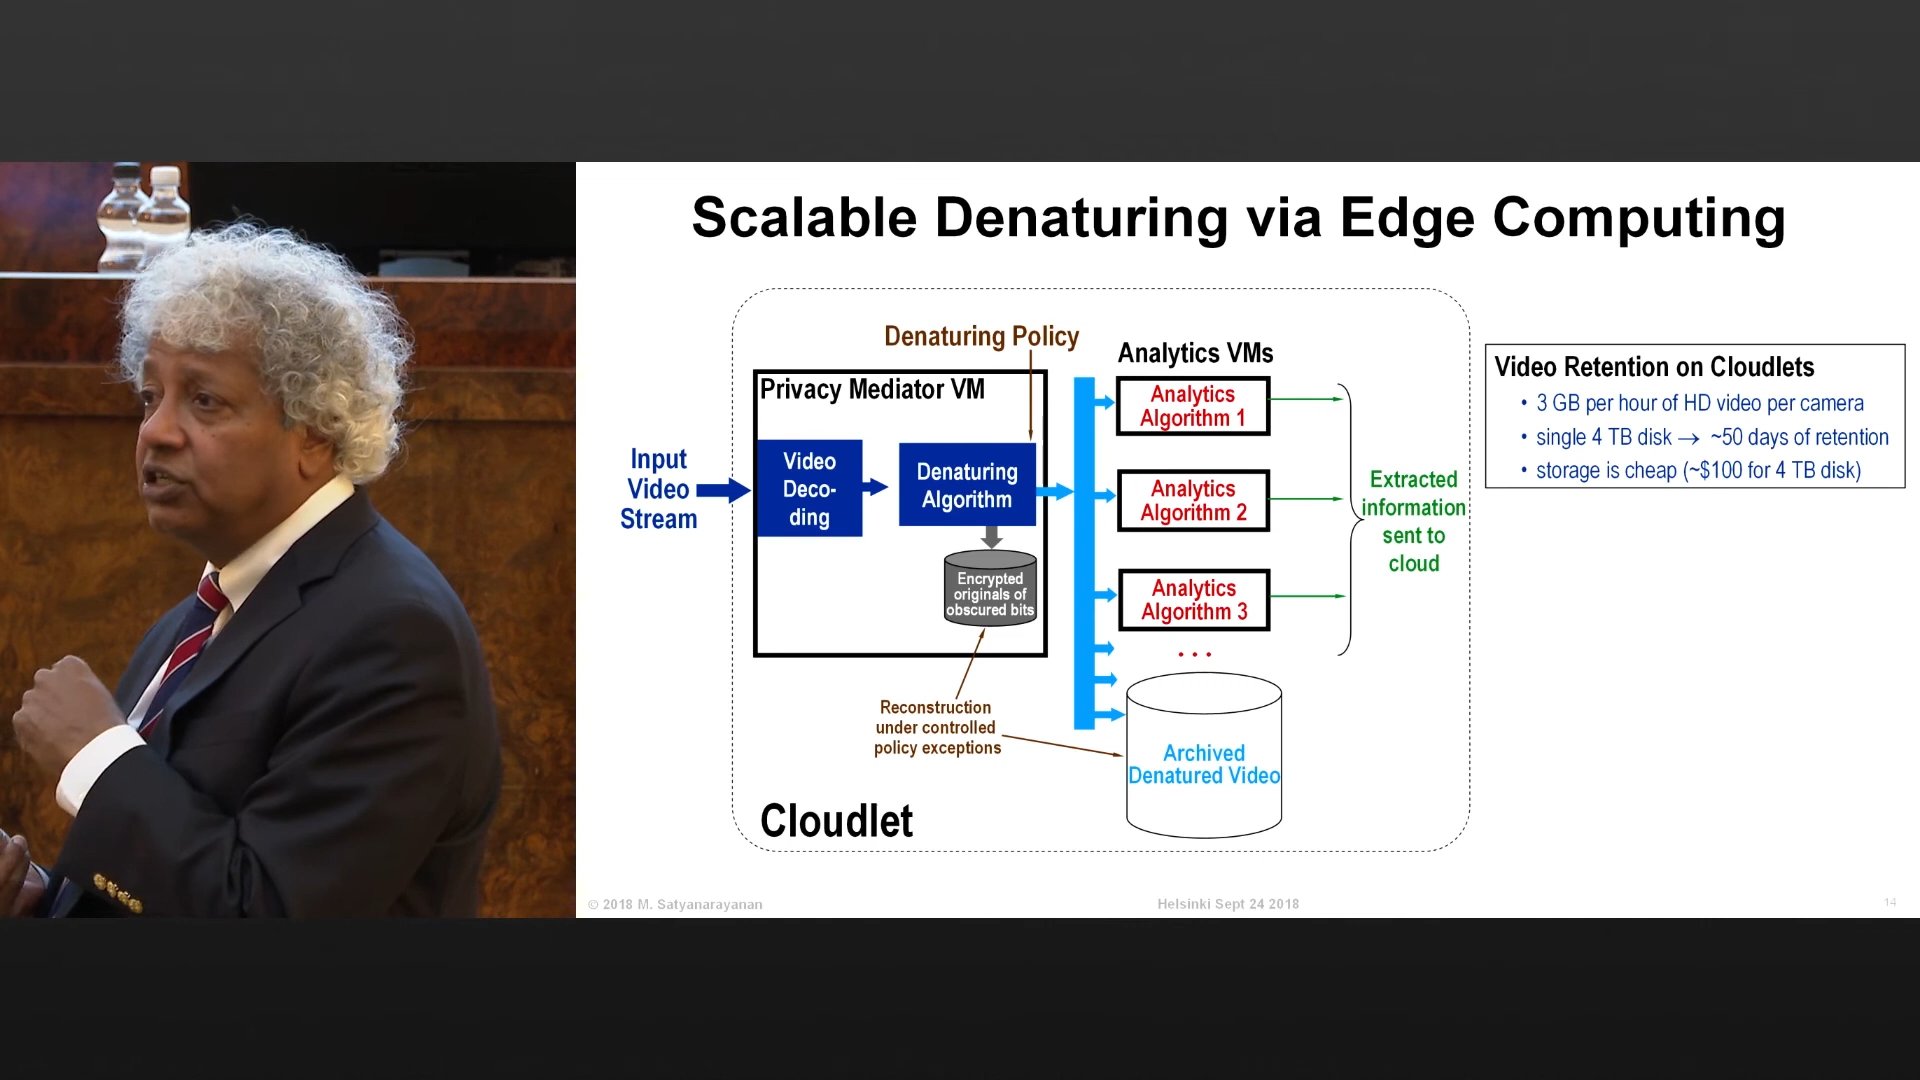 Scalable Denaturing via Edge Computing
Denaturing Policy
Analytics VMs
Privacy Mediator VM
Input
Video
Stream
Video
Deco-
ding
Denaturing
Algorithm
Encrypted
originals of
obscured bits
Analytics
Algorithm 1
Analytics
Algorithm 2
Analytics
Algorithm 3
. . .
Extracted
information
sent to
cloud
Reconstruction
under controlled
policy exceptions
Archived
Denatured Video
Cloudlet
Video Retention on Cloudlets
• 3 GB per hour of HD video per camera
• single 4 TB disk → ~50 days of retention
• storage is cheap (~$100 for 4 TB disk)
© 2018 M. Satyanarayanan
Helsinki Sept 24 2018
14